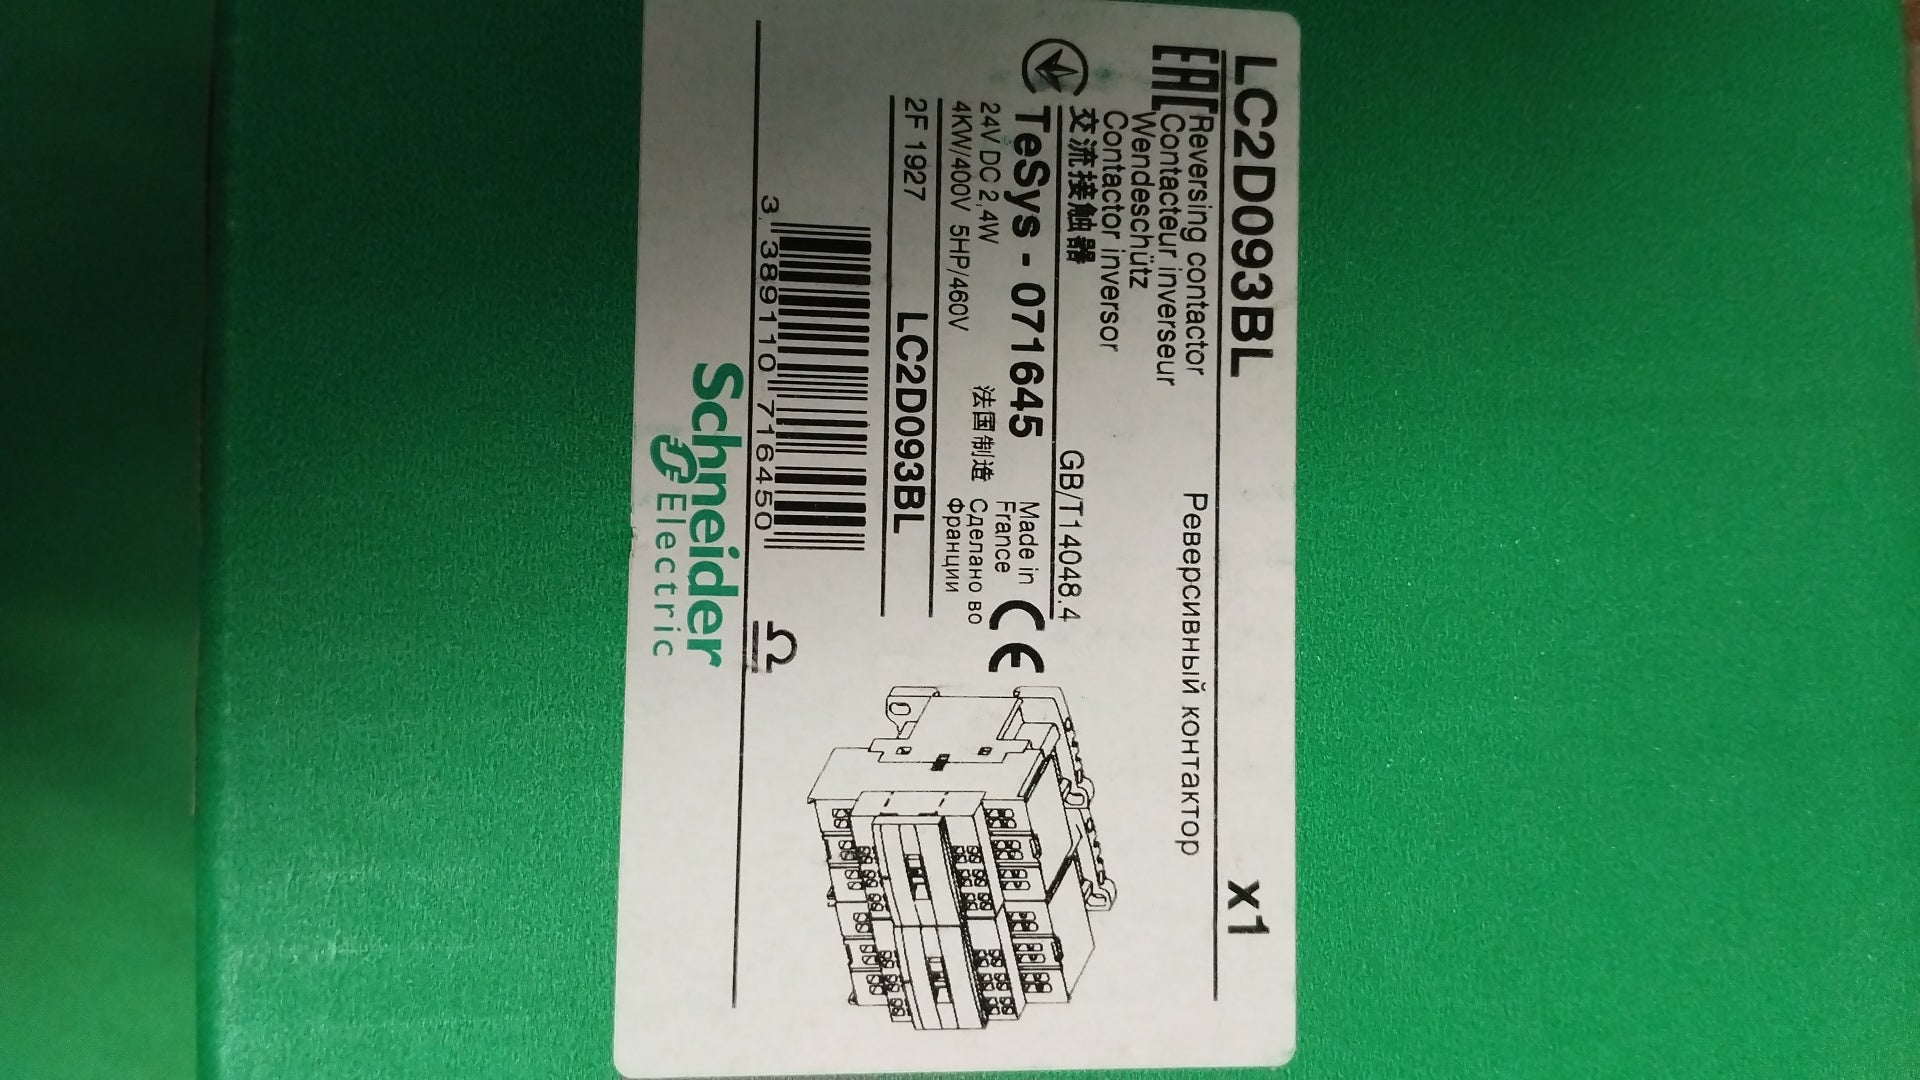 LC2D093BL x1
EAC Reversing contactor Реверсивный контактор
Contacteur inverseur
Wendeschütz
Contactor inversor
交流接触器 GB/T14048.4
TeSys - 071645 Made in CE
24V DC 2,4W 法国制造 France
4KW/400V 5HP/460V Сделано во
Франции
2F 1927 LC2D093BL
3 389110 716450 Ω
Schneider
Electric